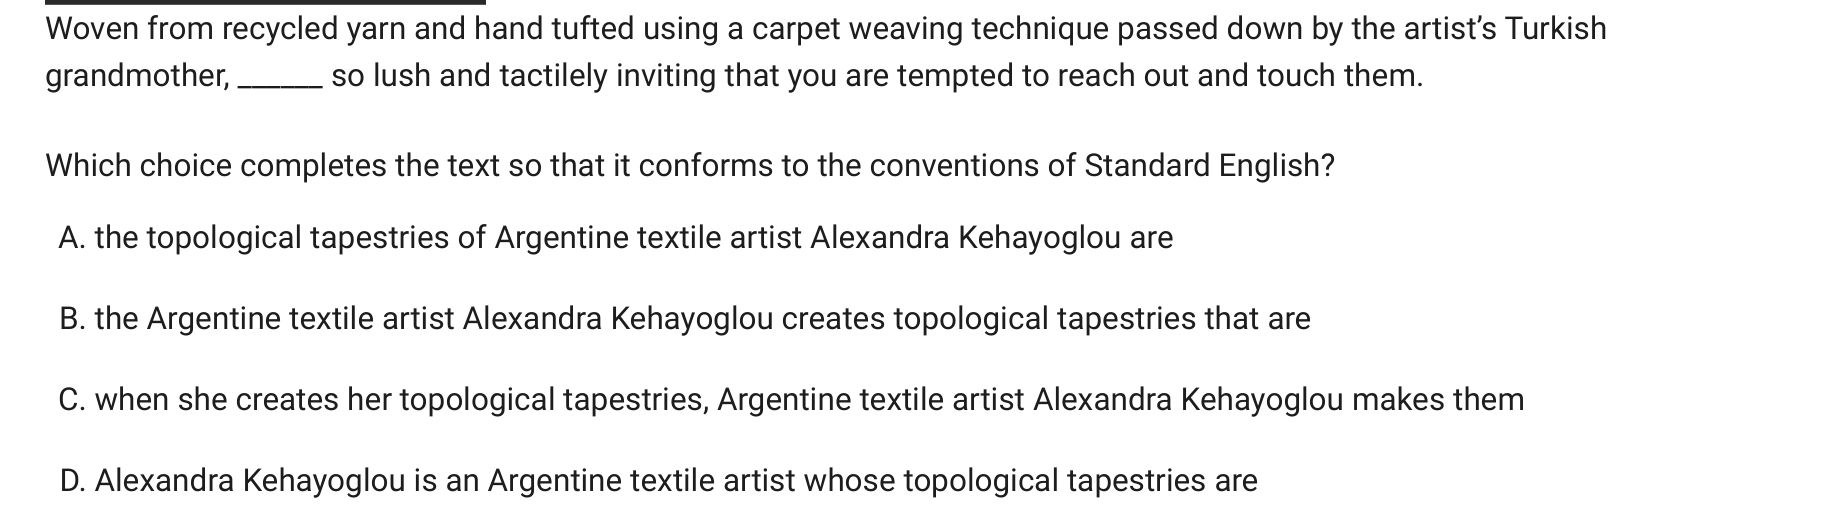 Woven from recycled yarn and hand tufted using a carpet weaving technique passed down by the artist’s Turkish
grandmother, ______ so lush and tactilely inviting that you are tempted to reach out and touch them.
Which choice completes the text so that it conforms to the conventions of Standard English?
A. the topological tapestries of Argentine textile artist Alexandra Kehayoglou are
B. the Argentine textile artist Alexandra Kehayoglou creates topological tapestries that are
C. when she creates her topological tapestries, Argentine textile artist Alexandra Kehayoglou makes them
D. Alexandra Kehayoglou is an Argentine textile artist whose topological tapestries are